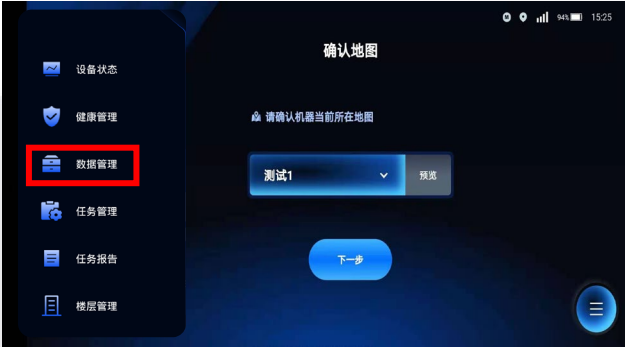 94% 15:25
确认地图
设备状态
健康管理
数据管理
任务管理
任务报告
楼层管理
请确认机器当前所在地图
测试1
预览
下一步